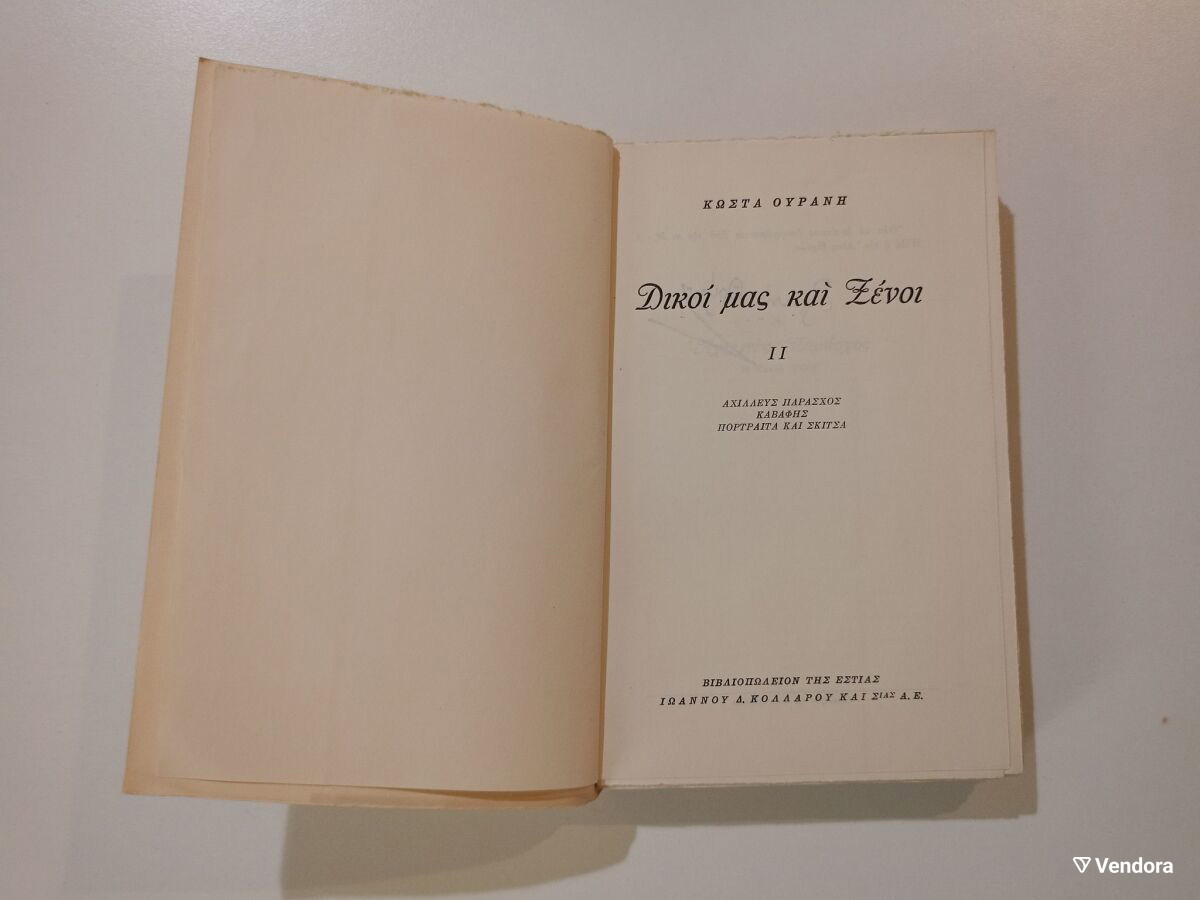 ΚΩΣΤΑ ΟΥΡΑΝΗ
Δικοί μας καὶ Ξένοι
II
ΑΧΙΛΛΕΥΣ ΠΑΡΑΣΧΟΣ
ΚΑΒΑΦΗΣ
ΠΟΡΤΡΑΙΤΑ ΚΑΙ ΣΚΙΤΣΑ
ΒΙΒΛΙΟΠΩΛΕΙΟΝ ΤΗΣ ΕΣΤΙΑΣ
ΙΩΑΝΝΟΥ Δ. ΚΟΛΛΑΡΟΥ ΚΑΙ ΣΙΑΣ Α.Ε.
Vendora